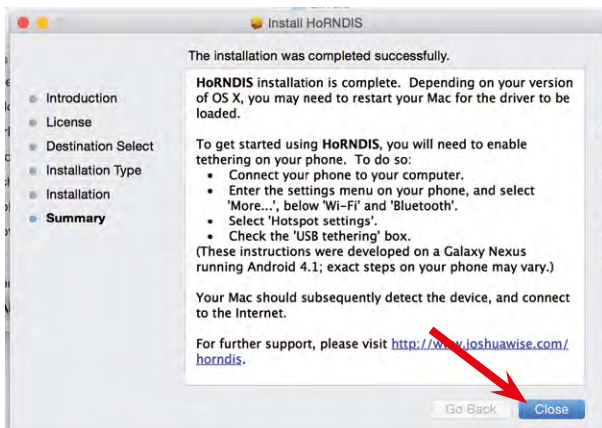 Install HoRNDIS
The installation was completed successfully.
Introduction
License
Destination Select
Installation Type
Installation
Summary
HoRNDIS installation is complete. Depending on your version
of OS X, you may need to restart your Mac for the driver to be
loaded.
To get started using HoRNDIS, you will need to enable
tethering on your phone. To do so:
• Connect your phone to your computer.
• Enter the settings menu on your phone, and select
'More...', below 'Wi-Fi' and 'Bluetooth'.
• Select 'Hotspot settings'.
• Check the 'USB tethering' box.
(These instructions were developed on a Galaxy Nexus
running Android 4.1; exact steps on your phone may vary.)
Your Mac should subsequently detect the device, and connect
to the Internet.
For further support, please visit http://www.joshuawise.com/
horndis.
Go Back
Close